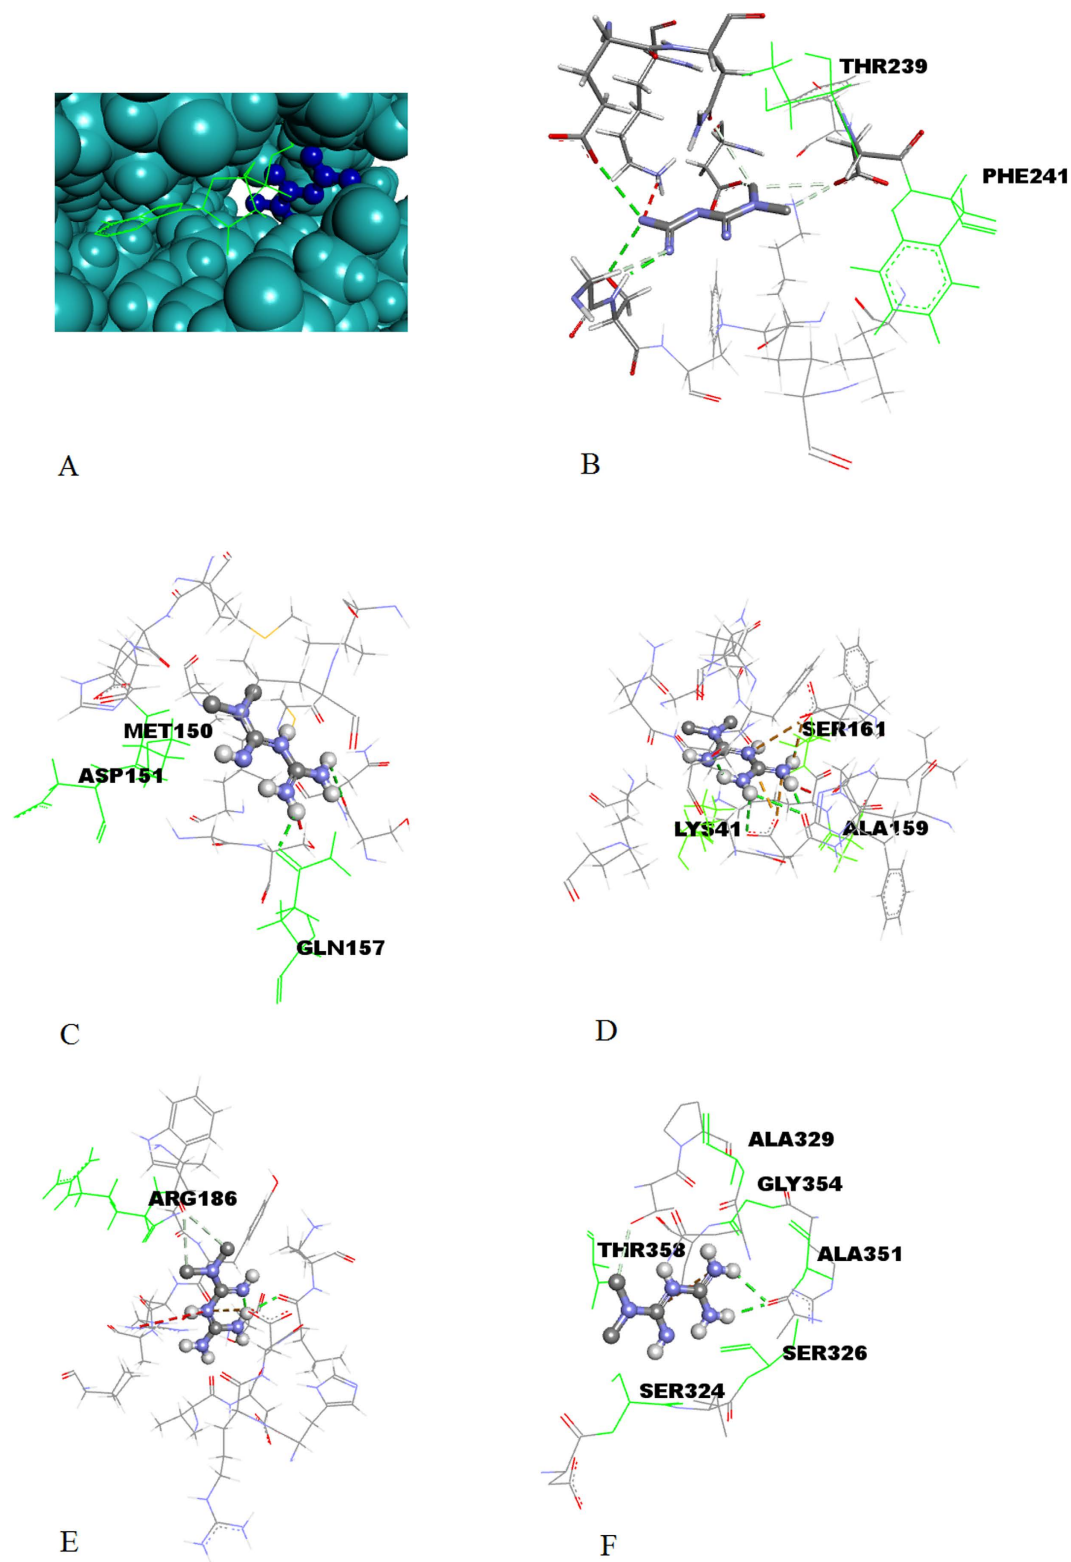 THR239
PHE241
A
B
MET150
ASP151
GLN157
C
SER161
LYS41
ALA159
D
ARG186
E
ALA329
GLY354
THR358
ALA351
SER326
SER324
F